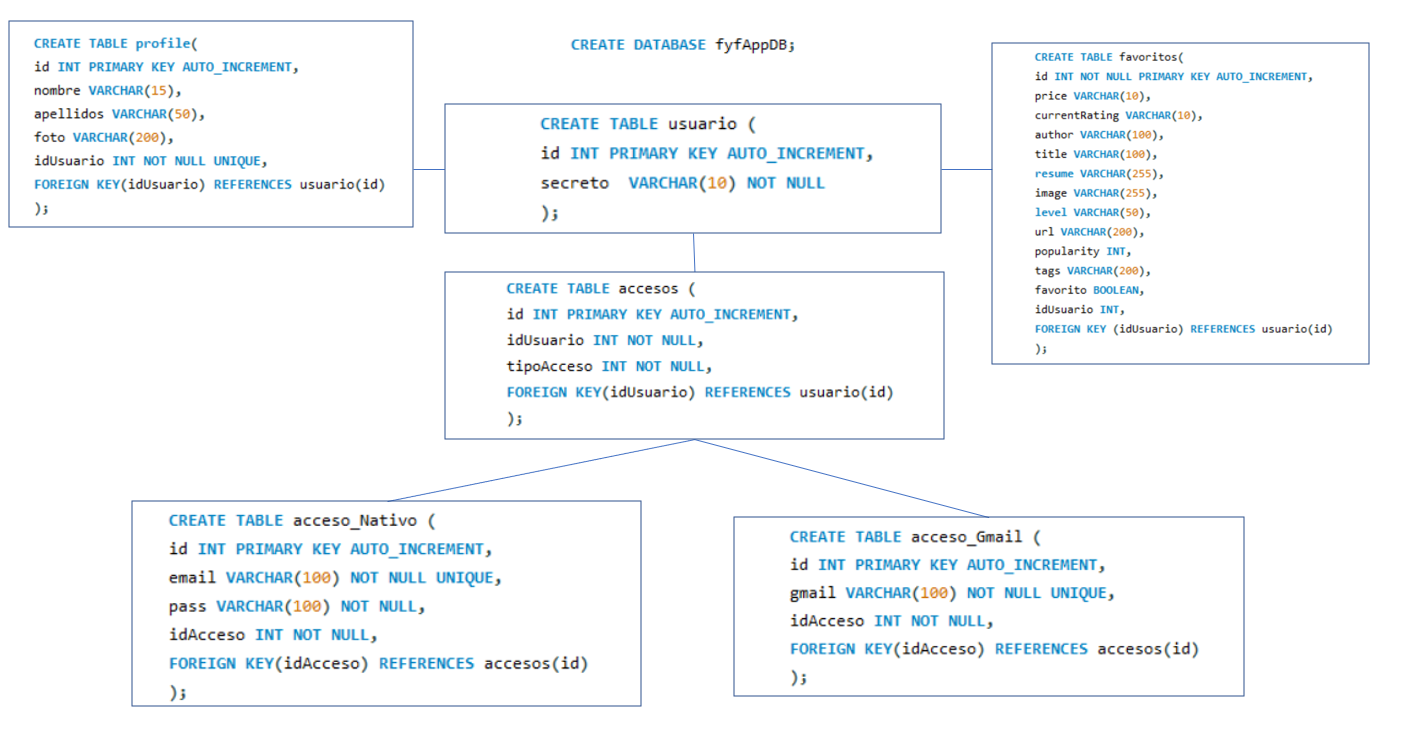 CREATE TABLE profile(
id INT PRIMARY KEY AUTO_INCREMENT,
nombre VARCHAR(15),
apellidos VARCHAR(50),
foto VARCHAR(200),
idUsuario INT NOT NULL UNIQUE,
FOREIGN KEY(idUsuario) REFERENCES usuario(id)
);
CREATE DATABASE fyfAppDB;
CREATE TABLE usuario (
id INT PRIMARY KEY AUTO_INCREMENT,
secreto  VARCHAR(10) NOT NULL
);
CREATE TABLE favoritos(
id INT NOT NULL PRIMARY KEY AUTO_INCREMENT,
price VARCHAR(10),
currentRating VARCHAR(10),
author VARCHAR(100),
title VARCHAR(100),
resume VARCHAR(255),
image VARCHAR(255),
level VARCHAR(50),
url VARCHAR(200),
popularity INT,
tags VARCHAR(200),
favorito BOOLEAN,
idUsuario INT,
FOREIGN KEY (idUsuario) REFERENCES usuario(id)
);
CREATE TABLE accesos (
id INT PRIMARY KEY AUTO_INCREMENT,
idUsuario INT NOT NULL,
tipoAcceso INT NOT NULL,
FOREIGN KEY(idUsuario) REFERENCES usuario(id)
);
CREATE TABLE acceso_Nativo (
id INT PRIMARY KEY AUTO_INCREMENT,
email VARCHAR(100) NOT NULL UNIQUE,
pass VARCHAR(100) NOT NULL,
idAcceso INT NOT NULL,
FOREIGN KEY(idAcceso) REFERENCES accesos(id)
);
CREATE TABLE acceso_Gmail (
id INT PRIMARY KEY AUTO_INCREMENT,
gmail VARCHAR(100) NOT NULL UNIQUE,
idAcceso INT NOT NULL,
FOREIGN KEY(idAcceso) REFERENCES accesos(id)
);